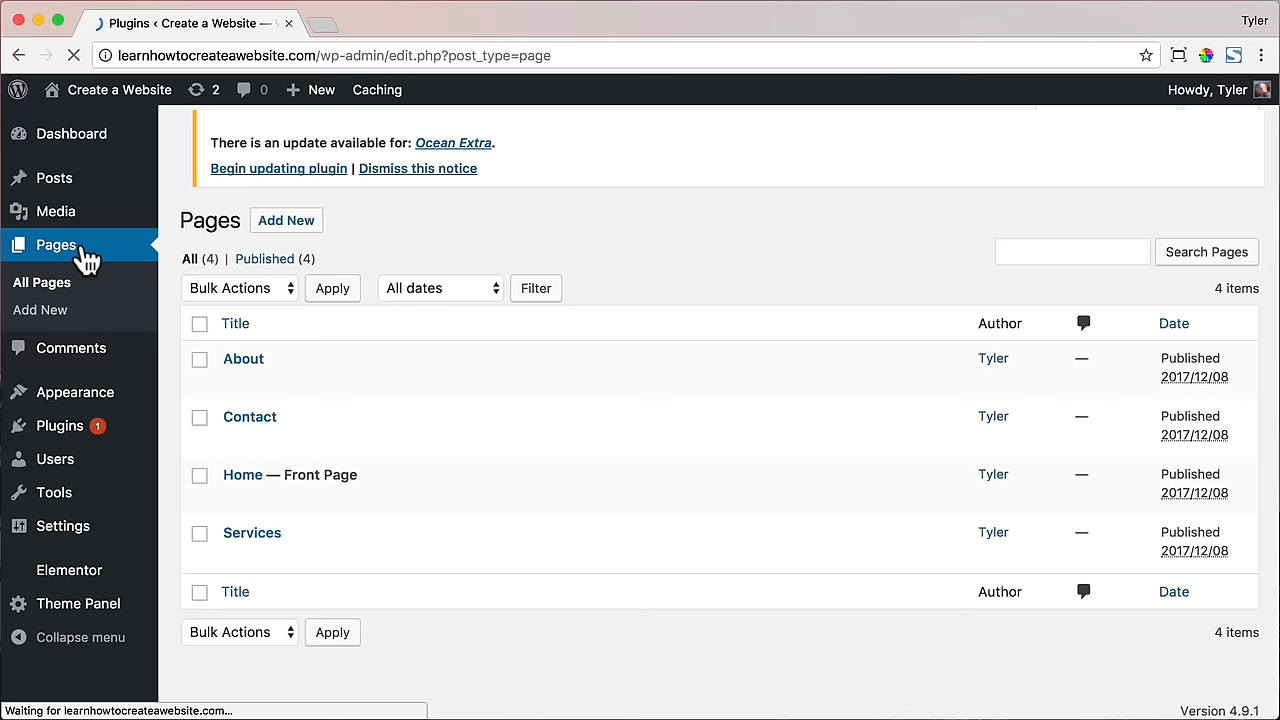 Plugins ‹ Create a Website —
Tyler
learnhowtocreateawebsite.com/wp-admin/edit.php?post_type=page
Create a Website 2 0 New Caching Howdy, Tyler
Dashboard
Posts
Media
Pages
All Pages
Add New
Comments
Appearance
Plugins 1
Users
Tools
Settings
Elementor
Theme Panel
Collapse menu
There is an update available for: Ocean Extra.
Begin updating plugin | Dismiss this notice
Pages Add New
All (4) | Published (4)
Search Pages
Bulk Actions Apply All dates Filter 4 items
Title Author Date
About Tyler — Published
2017/12/08
Contact Tyler — Published
2017/12/08
Home — Front Page Tyler — Published
2017/12/08
Services Tyler — Published
2017/12/08
Title Author Date
Bulk Actions Apply 4 items
Waiting for learnhowtocreateawebsite.com...
Version 4.9.1